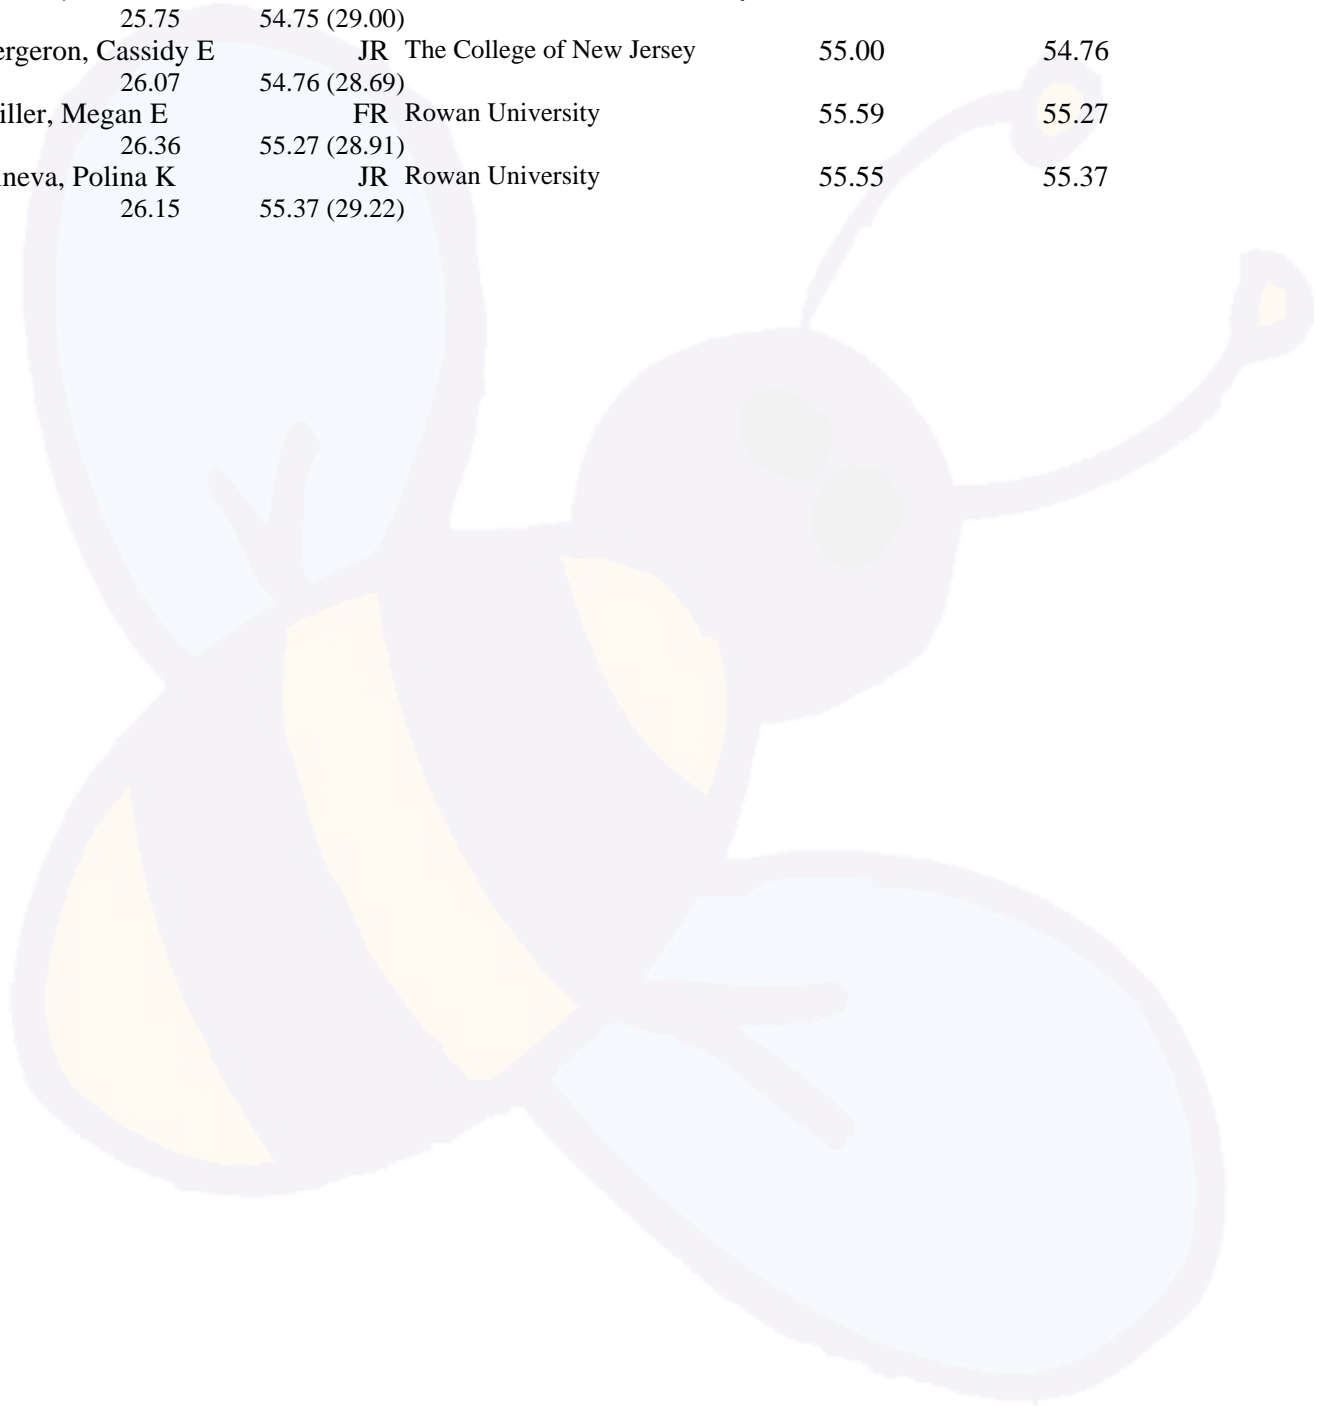 25.75 54.75 (29.00)
ergeron, Cassidy E JR The College of New Jersey 55.00 54.76
26.07 54.76 (28.69)
iller, Megan E FR Rowan University 55.59 55.27
26.36 55.27 (28.91)
neva, Polina K JR Rowan University 55.55 55.37
26.15 55.37 (29.22)